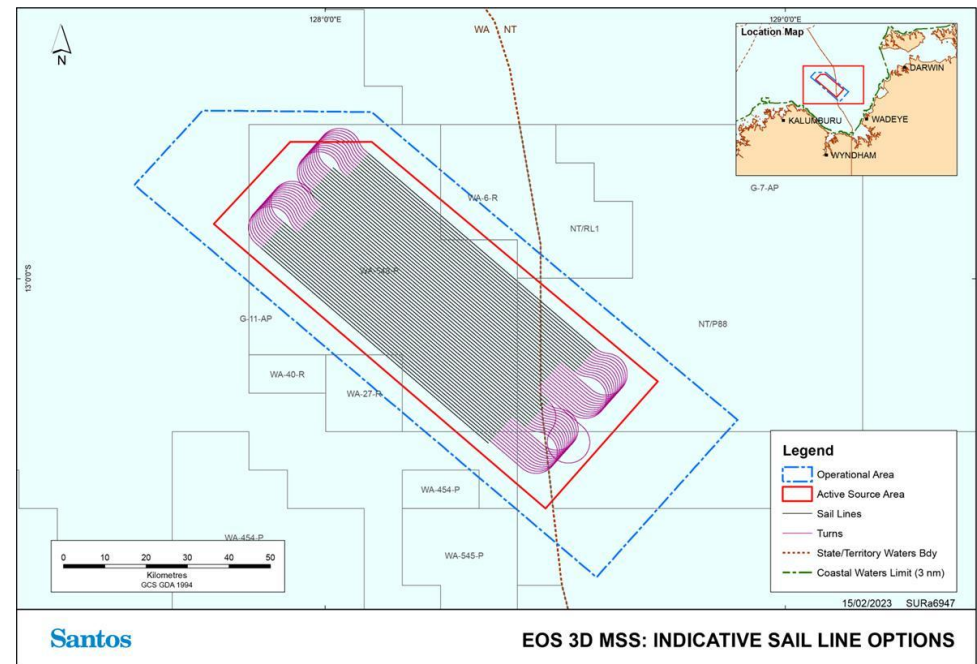 128°0'0"E
129°0'0"E
N
WA
NT
Location Map
DARWIN
KALUMBURU
WADEYE
WYNDHAM
G-7-AP
WA-6-R
NT/RL1
13°0'0"S
WA-543-P
G-11-AP
NT/P88
WA-40-R
WA-27-R
WA-454-P
WA-454-P
WA-545-P
Legend
Operational Area
Active Source Area
Sail Lines
Turns
State/Territory Waters Bdy
Coastal Waters Limit (3 nm)
0 10 20 30 40 50
Kilometres
GCS GDA 1994
15/02/2023 SURa6947
Santos
EOS 3D MSS: INDICATIVE SAIL LINE OPTIONS